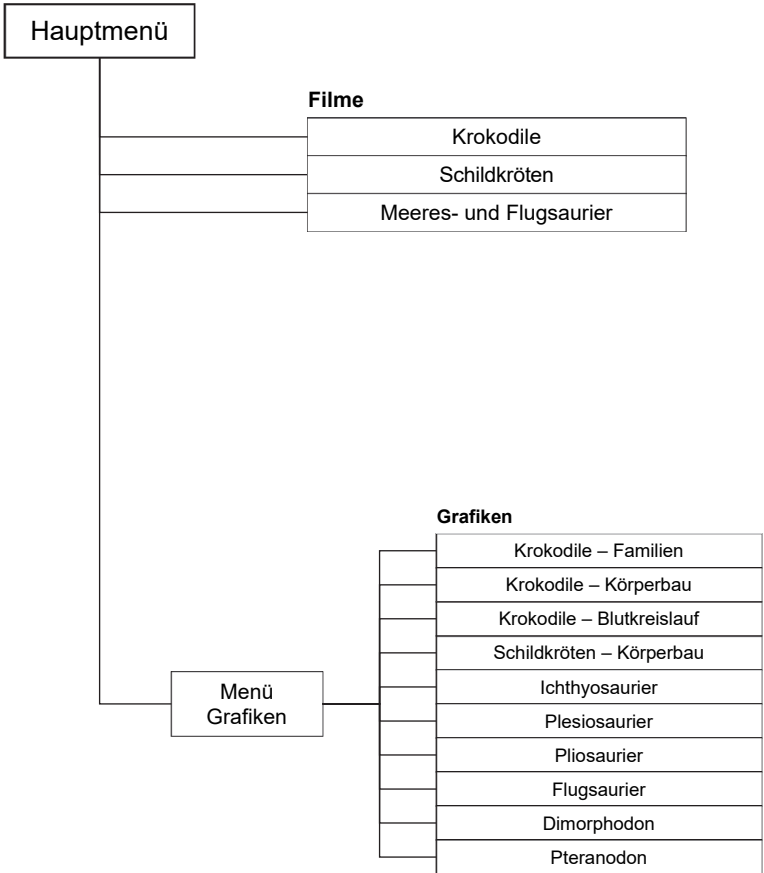 Hauptmenü
Filme
Krokodile
Schildkröten
Meeres- und Flugsaurier
Grafiken
Krokodile – Familien
Krokodile – Körperbau
Krokodile – Blutkreislauf
Schildkröten – Körperbau
Menü
Grafiken
Ichthyosaurier
Plesiosaurier
Pliosaurier
Flugsaurier
Dimorphodon
Pteranodon